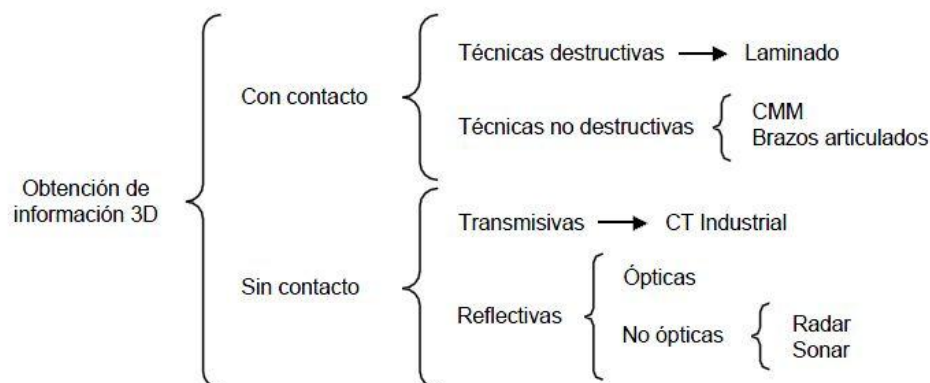 Obtención de
información 3D
Con contacto
Técnicas destructivas
Laminado
Técnicas no destructivas
CMM
Brazos articulados
Sin contacto
Transmisivas
CT Industrial
Reflectivas
Ópticas
No ópticas
Radar
Sonar